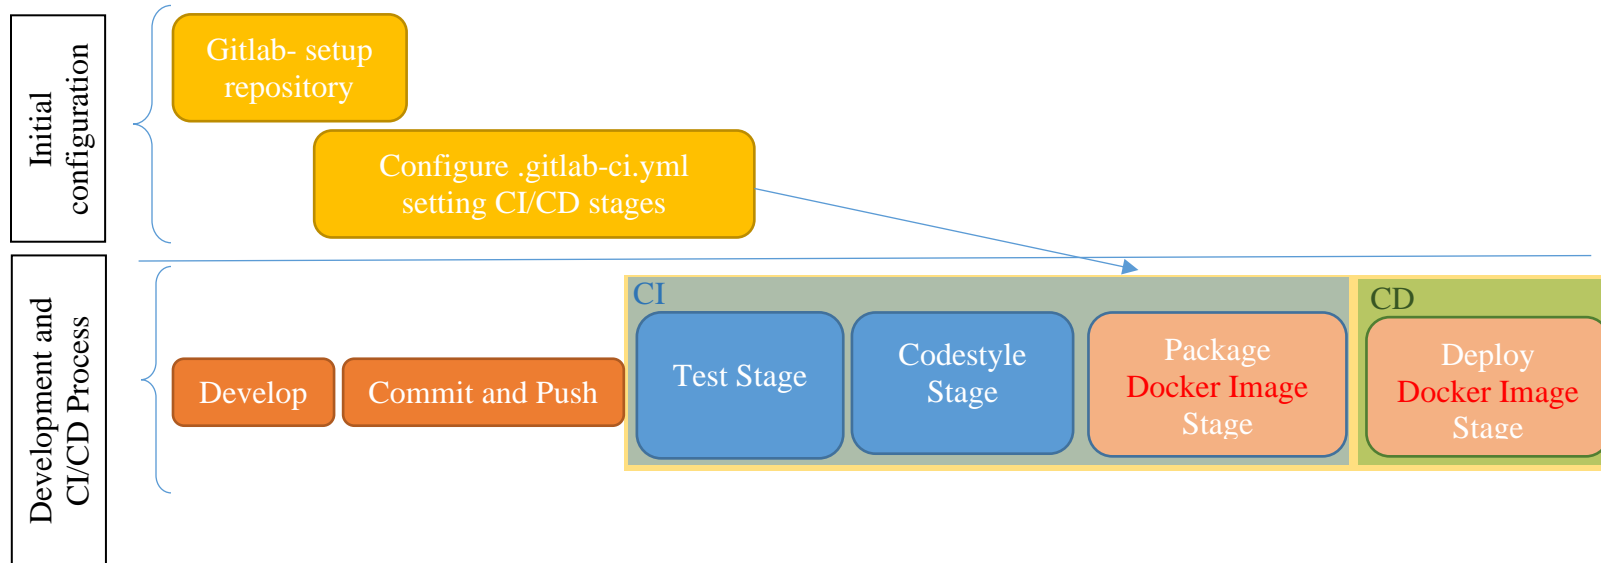 Initial
configuration
Gitlab- setup
repository
Configure .gitlab-ci.yml
setting CI/CD stages
Development and
CI/CD Process
Develop
Commit and Push
CI
Test Stage
Codestyle
Stage
Package
Docker Image
Stage
CD
Deploy
Docker Image
Stage